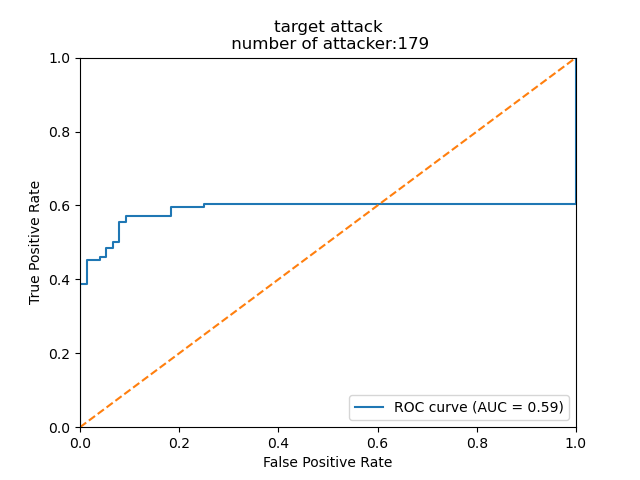 target attack
number of attacker:179
1.0
0.8
0.6
0.4
0.2
0.0
True Positive Rate
ROC curve (AUC = 0.59)
0.0 0.2 0.4 0.6 0.8 1.0
False Positive Rate